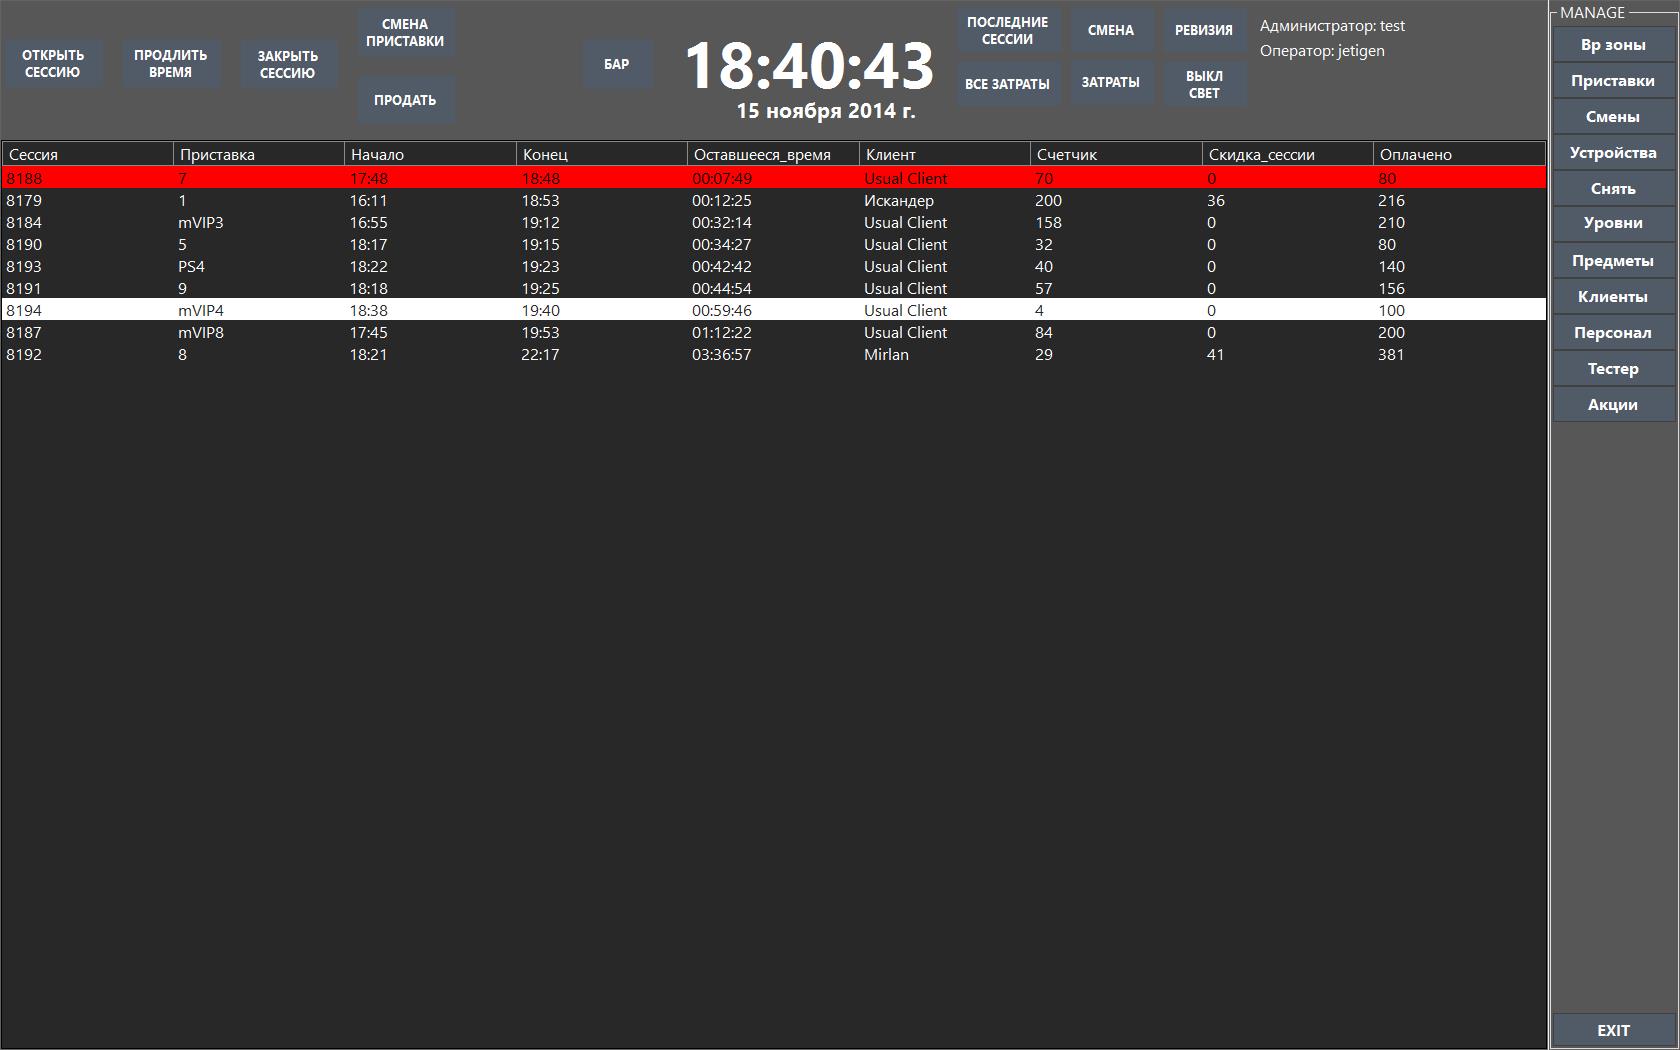 ОТКРЫТЬ
СЕССИЮ
ПРОДЛИТЬ
ВРЕМЯ
ЗАКРЫТЬ
СЕССИЮ
СМЕНА
ПРИСТАВКИ
ПРОДАТЬ
БАР
18:40:43
15 ноября 2014 г.
ПОСЛЕДНИЕ
СЕССИИ
СМЕНА
РЕВИЗИЯ
ВСЕ ЗАТРАТЫ
ЗАТРАТЫ
ВЫКЛ
СВЕТ
Администратор: test
Оператор: jetigen
Сессия Приставка Начало Конец Оставшееся_время Клиент Счетчик Скидка_сессии Оплачено
8188 7 17:48 18:48 00:07:49 Usual Client 70 0 80
8179 1 16:11 18:53 00:12:25 Искандер 200 36 216
8184 mVIP3 16:55 19:12 00:32:14 Usual Client 158 0 210
8190 5 18:17 19:15 00:34:27 Usual Client 32 0 80
8193 PS4 18:22 19:23 00:42:42 Usual Client 40 0 140
8191 9 18:18 19:25 00:44:54 Usual Client 57 0 156
8194 mVIP4 18:38 19:40 00:59:46 Usual Client 4 0 100
8187 mVIP8 17:45 19:53 01:12:22 Usual Client 84 0 200
8192 8 18:21 22:17 03:36:57 Mirlan 29 41 381
MANAGE
Вр зоны
Приставки
Смены
Устройства
Снять
Уровни
Предметы
Клиенты
Персонал
Тестер
Акции
EXIT